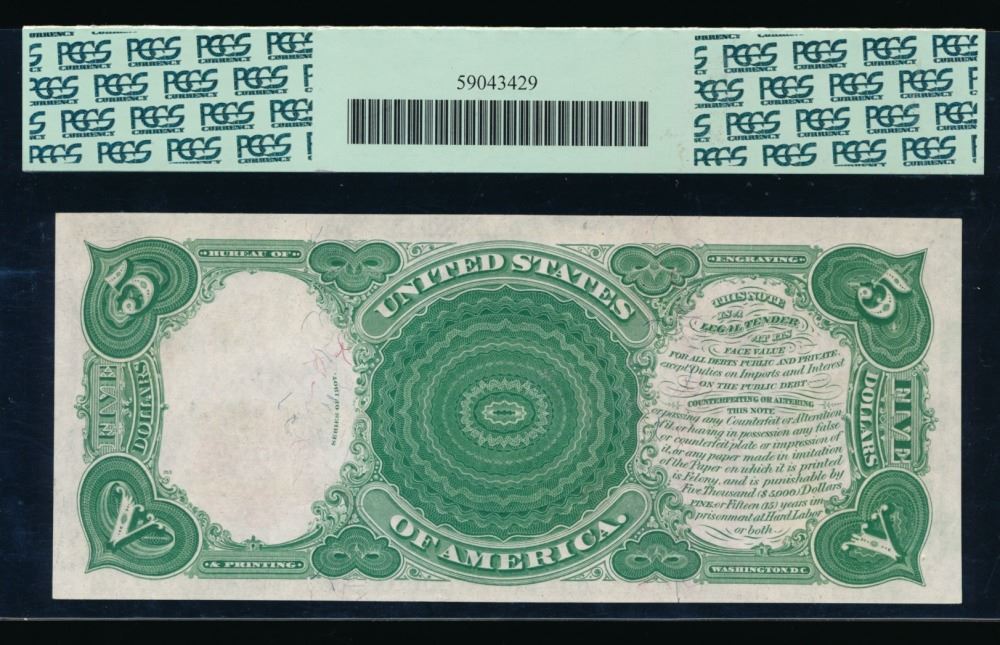 PCGS CURRENCY
59043429
BUREAU OF
ENGRAVING
UNITED STATES
5
5
FIVE
DOLLARS
SERIES OF 1907.
THIS NOTE
IS A
LEGAL TENDER
AT ITS
FACE VALUE
FOR ALL DEBTS PUBLIC AND PRIVATE,
except Duties on Imports and Interest
ON THE PUBLIC DEBT
COUNTERFEITING OR ALTERING
THIS NOTE
or passing any Counterfeit or Alteration
of it, or having in possession any false
or counterfeit plate or impression of
it, or any paper made in imitation
of the Paper on which it is printed
is Felony, and is punishable by
Five Thousand ($5,000) Dollars
FINE, or Fifteen (15) years im
prisonment at Hard Labor
or both
FIVE
DOLLARS
V
V
OF AMERICA.
& PRINTING
WASHINGTON D.C.